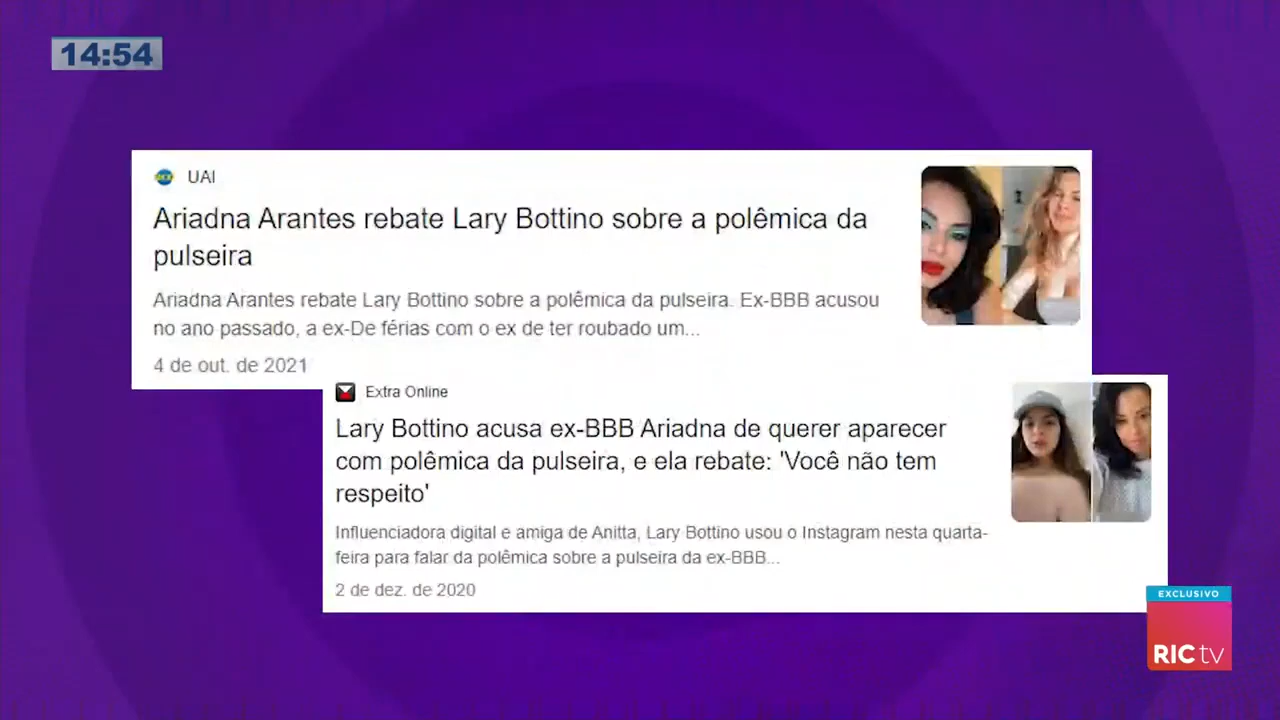 14:54
UAI
Ariadna Arantes rebate Lary Bottino sobre a polêmica da
pulseira
Ariadna Arantes rebate Lary Bottino sobre a polêmica da pulseira. Ex-BBB acusou
no ano passado, a ex-De férias com o ex de ter roubado um...
4 de out. de 2021
Extra Online
Lary Bottino acusa ex-BBB Ariadna de querer aparecer
com polêmica da pulseira, e ela rebate: 'Você não tem
respeito'
Influenciadora digital e amiga de Anitta, Lary Bottino usou o Instagram nesta quarta-
feira para falar da polêmica sobre a pulseira da ex-BBB...
2 de dez. de 2020
EXCLUSIVO
RIC tv